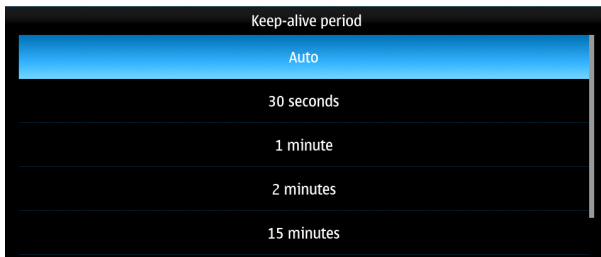 Keep-alive period
Auto
30 seconds
1 minute
2 minutes
15 minutes